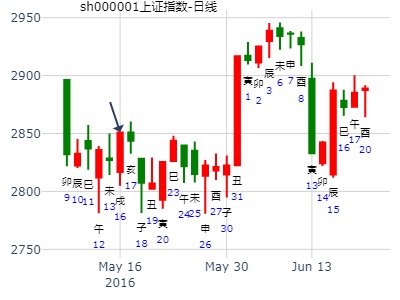 sh000001上证指数-日线
2950
2900
2850
2800
2750
卯 辰 巳 午 未 戌 亥 子 丑 寅 巳 午 未 申 酉 子 丑 寅 卯 辰 未 申 酉 寅 卯 辰 巳 午 酉
9 10 11 12 13 16 17 18 19 20 23 24 25 26 27 30 31 1 2 3 6 7 8 13 14 15 16 17 20
May 16 May 30 Jun 13
2016